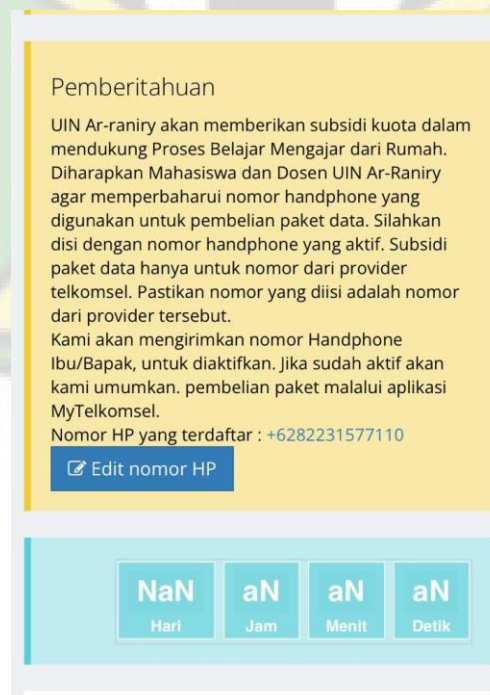 Pemberitahuan
UIN Ar-raniry akan memberikan subsidi kuota dalam
mendukung Proses Belajar Mengajar dari Rumah.
Diharapkan Mahasiswa dan Dosen UIN Ar-Raniry
agar memperbaharui nomor handphone yang
digunakan untuk pembelian paket data. Silahkan
disi dengan nomor handphone yang aktif. Subsidi
paket data hanya untuk nomor dari provider
telkomsel. Pastikan nomor yang diisi adalah nomor
dari provider tersebut.
Kami akan mengirimkan nomor Handphone
Ibu/Bapak, untuk diaktifkan. Jika sudah aktif akan
kami umumkan. pembelian paket malalui aplikasi
MyTelkomsel.
Nomor HP yang terdaftar : +6282231577110
Edit nomor HP
NaN aN aN aN
Hari Jam Menit Detik